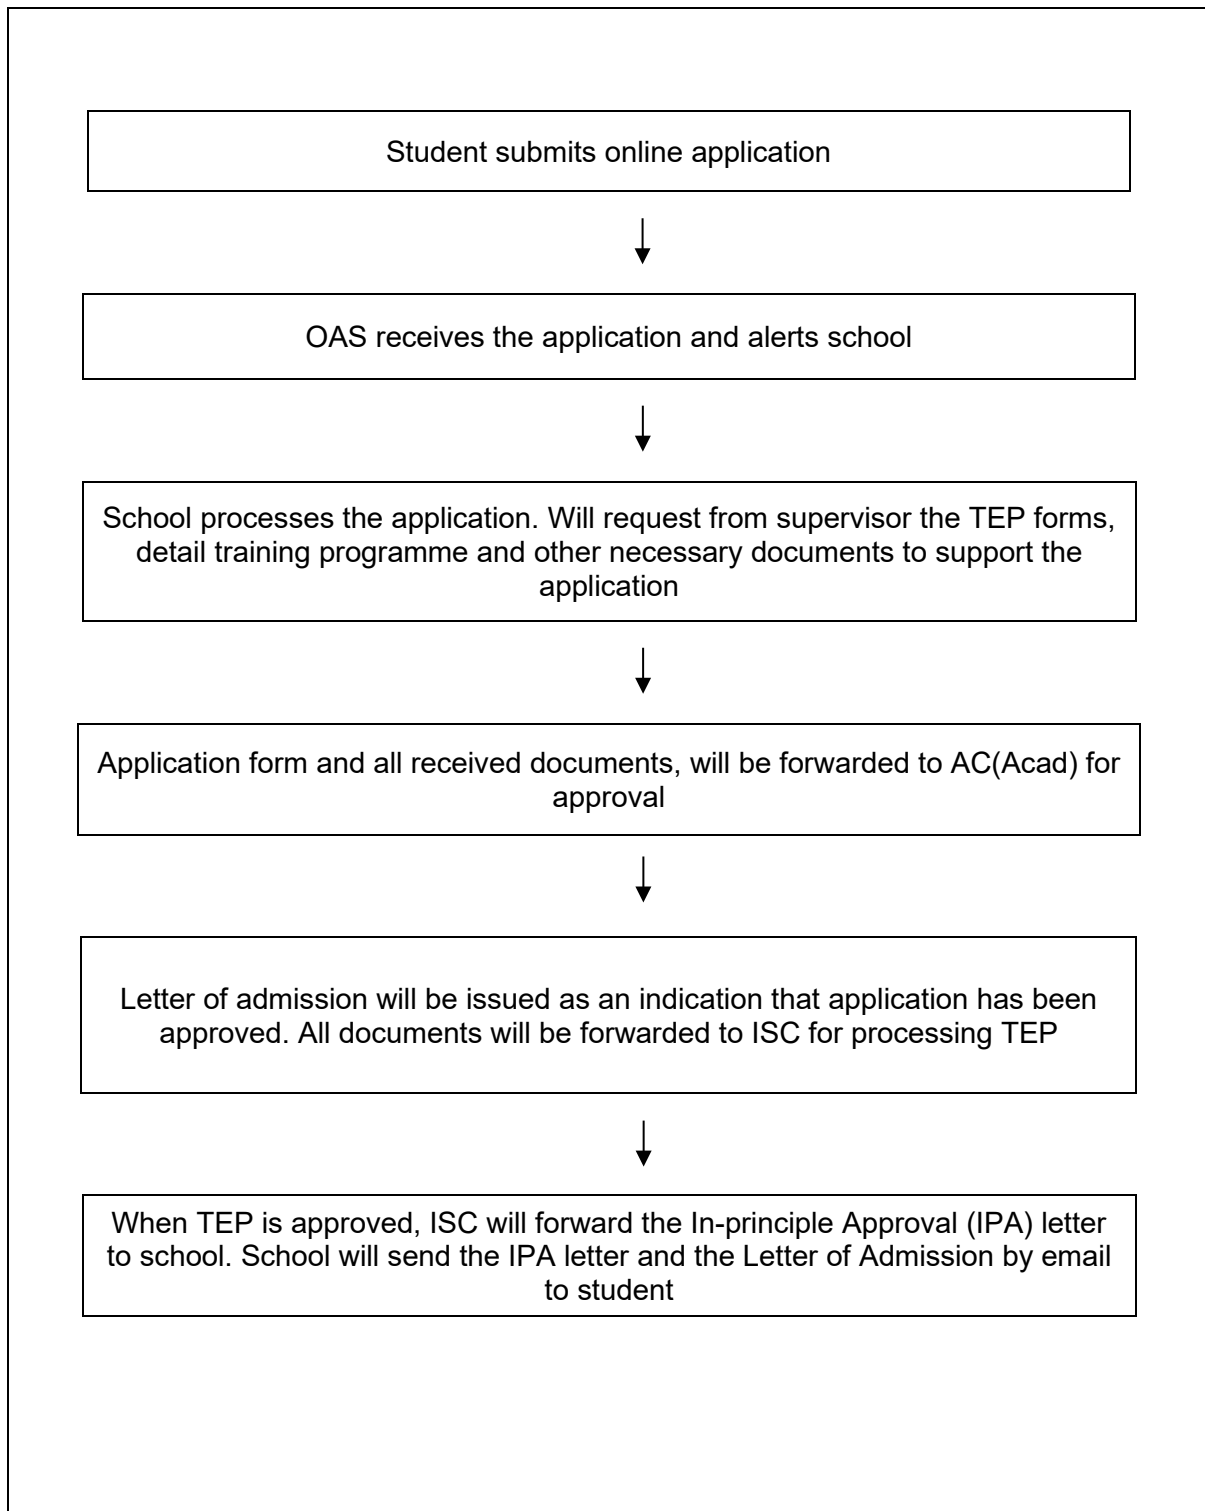 Student submits online application
OAS receives the application and alerts school
School processes the application. Will request from supervisor the TEP forms,
detail training programme and other necessary documents to support the
application
Application form and all received documents, will be forwarded to AC(Acad) for
approval
Letter of admission will be issued as an indication that application has been
approved. All documents will be forwarded to ISC for processing TEP
When TEP is approved, ISC will forward the In-principle Approval (IPA) letter
to school. School will send the IPA letter and the Letter of Admission by email
to student